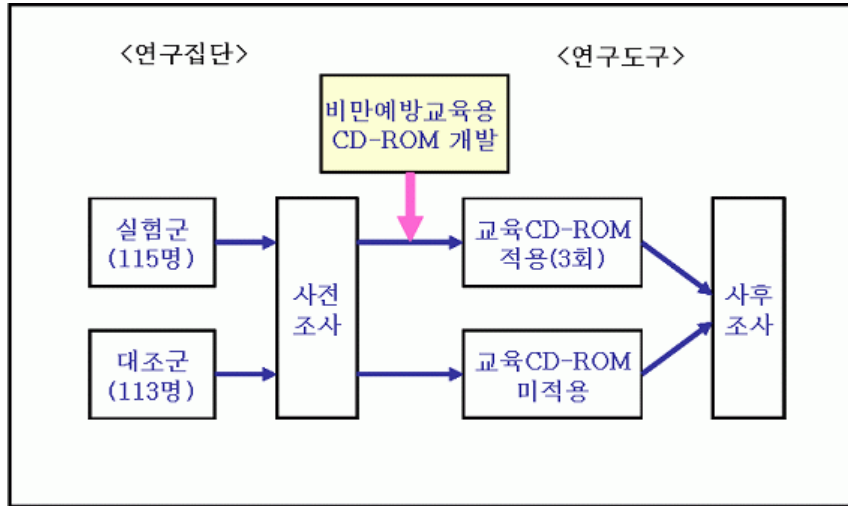 <연구집단>
<연구도구>
비만예방교육용
CD-ROM 개발
실험군
(115명)
사전
조사
교육CD-ROM
적용(3회)
사후
조사
대조군
(113명)
교육CD-ROM
미적용